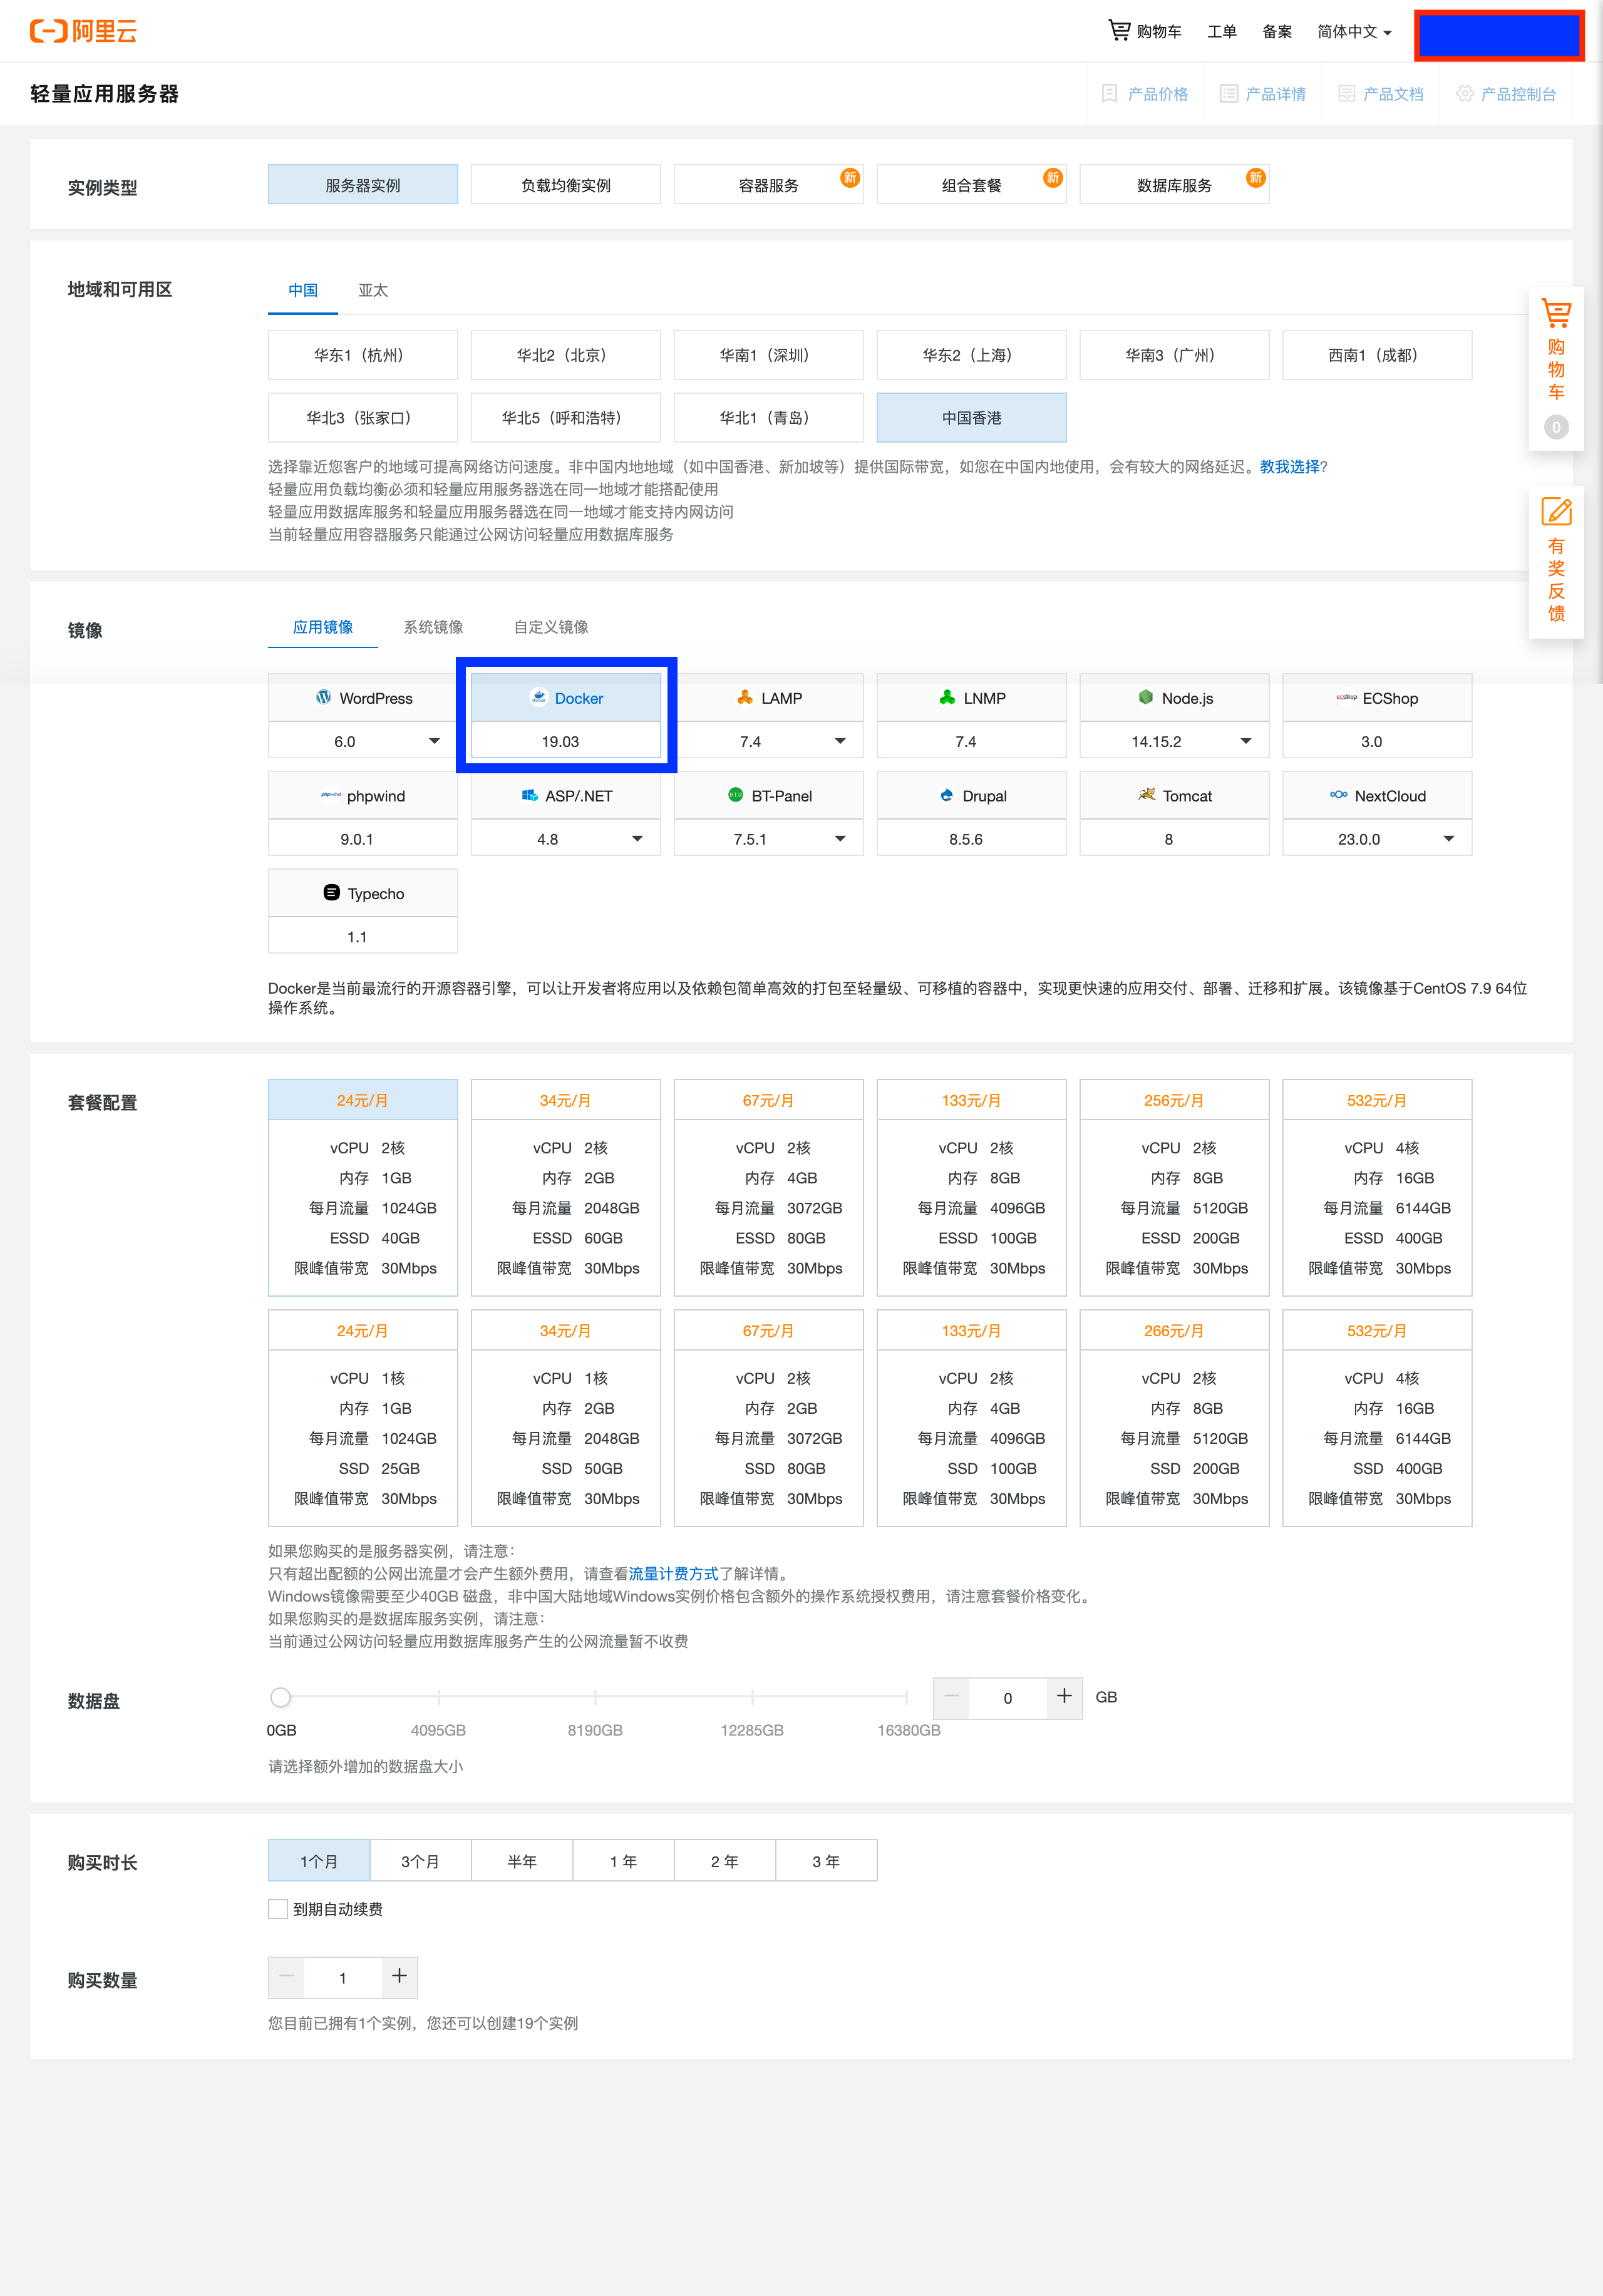 阿里云
购物车 工单 备案 简体中文
轻量应用服务器
产品价格 产品详情 产品文档 产品控制台
实例类型
服务器实例 负载均衡实例 容器服务 新 组合套餐 新 数据库服务 新
地域和可用区
中国 亚太
华东1（杭州） 华北2（北京） 华南1（深圳） 华东2（上海） 华南3（广州） 西南1（成都）
华北3（张家口） 华北5（呼和浩特） 华北1（青岛） 中国香港
选择靠近您客户的地域可提高网络访问速度。非中国内地地域（如中国香港、新加坡等）提供国际带宽，如您在中国内地使用，会有较大的网络延迟。教我选择?
轻量应用负载均衡必须和轻量应用服务器选在同一地域才能搭配使用
轻量应用数据库服务和轻量应用服务器选在同一地域才能支持内网访问
当前轻量应用容器服务只能通过公网访问轻量应用数据库服务
购物车
0
有奖反馈
镜像
应用镜像 系统镜像 自定义镜像
WordPress Docker LAMP LNMP Node.js ECShop
6.0 19.03 7.4 7.4 14.15.2 3.0
phpwind ASP/.NET BT-Panel Drupal Tomcat NextCloud
9.0.1 4.8 7.5.1 8.5.6 8 23.0.0
Typecho
1.1
Docker是当前最流行的开源容器引擎，可以让开发者将应用以及依赖包简单高效的打包至轻量级、可移植的容器中，实现更快速的应用交付、部署、迁移和扩展。该镜像基于CentOS 7.9 64位
操作系统。
套餐配置
24元/月 34元/月 67元/月 133元/月 256元/月 532元/月
vCPU 2核 vCPU 2核 vCPU 2核 vCPU 2核 vCPU 2核 vCPU 4核
内存 1GB 内存 2GB 内存 4GB 内存 8GB 内存 8GB 内存 16GB
每月流量 1024GB 每月流量 2048GB 每月流量 3072GB 每月流量 4096GB 每月流量 5120GB 每月流量 6144GB
ESSD 40GB ESSD 60GB ESSD 80GB ESSD 100GB ESSD 200GB ESSD 400GB
限峰值带宽 30Mbps 限峰值带宽 30Mbps 限峰值带宽 30Mbps 限峰值带宽 30Mbps 限峰值带宽 30Mbps 限峰值带宽 30Mbps
24元/月 34元/月 67元/月 133元/月 266元/月 532元/月
vCPU 1核 vCPU 1核 vCPU 2核 vCPU 2核 vCPU 2核 vCPU 4核
内存 1GB 内存 2GB 内存 2GB 内存 4GB 内存 8GB 内存 16GB
每月流量 1024GB 每月流量 2048GB 每月流量 3072GB 每月流量 4096GB 每月流量 5120GB 每月流量 6144GB
SSD 25GB SSD 50GB SSD 80GB SSD 100GB SSD 200GB SSD 400GB
限峰值带宽 30Mbps 限峰值带宽 30Mbps 限峰值带宽 30Mbps 限峰值带宽 30Mbps 限峰值带宽 30Mbps 限峰值带宽 30Mbps
如果您购买的是服务器实例，请注意：
只有超出配额的公网出流量才会产生额外费用，请查看流量计费方式了解详情。
Windows镜像需要至少40GB 磁盘，非中国大陆地域Windows实例价格包含额外的操作系统授权费用，请注意套餐价格变化。
如果您购买的是数据库服务实例，请注意：
当前通过公网访问轻量应用数据库服务产生的公网流量暂不收费
数据盘
0 GB
0GB 4095GB 8190GB 12285GB 16380GB
请选择额外增加的数据盘大小
购买时长
1个月 3个月 半年 1 年 2 年 3 年
到期自动续费
购买数量
1
您目前已拥有1个实例，您还可以创建19个实例